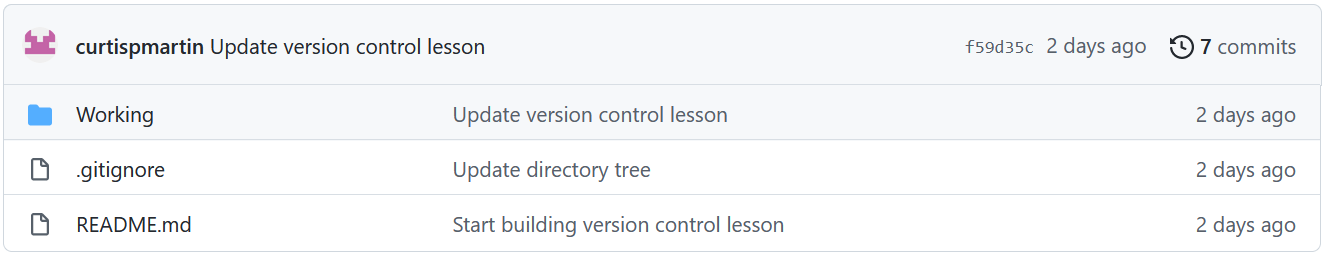 curtispmartin Update version control lesson f59d35c 2 days ago 7 commits
Working Update version control lesson 2 days ago
.gitignore Update directory tree 2 days ago
README.md Start building version control lesson 2 days ago